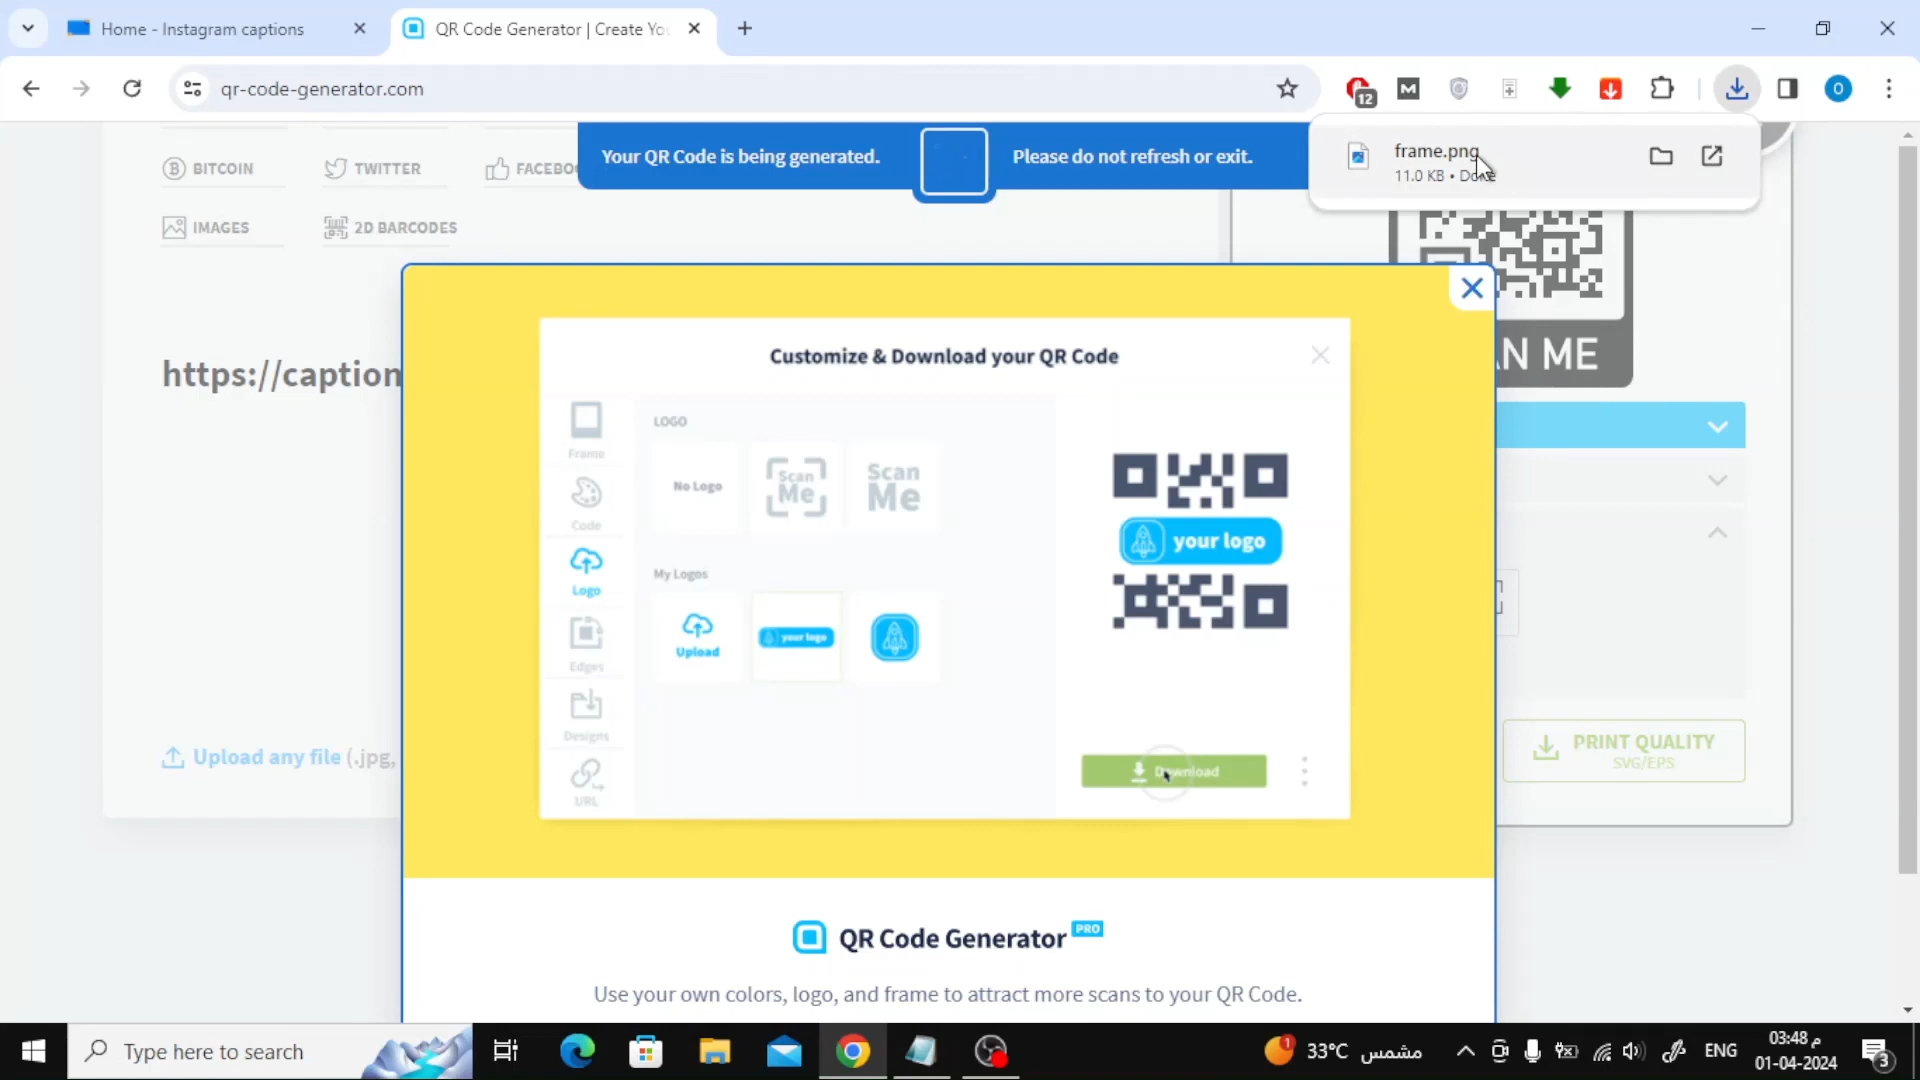 Home - Instagram captions
QR Code Generator | Create You
qr-code-generator.com
12
O
frame.png
11.0 KB • Done
Your QR Code is being generated.
Please do not refresh or exit.
BITCOIN
TWITTER
FACEBO
IMAGES
2D BARCODES
https://caption
N ME
Upload any file (.jpg,
PRINT QUALITY
SVG/EPS
Customize & Download your QR Code
Frame
Code
Logo
Edges
Designs
URL
LOGO
No Logo
Scan Me
Scan Me
My Logos
Upload
your logo
your logo
Download
QR Code Generator PRO
Use your own colors, logo, and frame to attract more scans to your QR Code.
Type here to search
1
33°C مشمس
ENG
03:48 م
01-04-2024
3